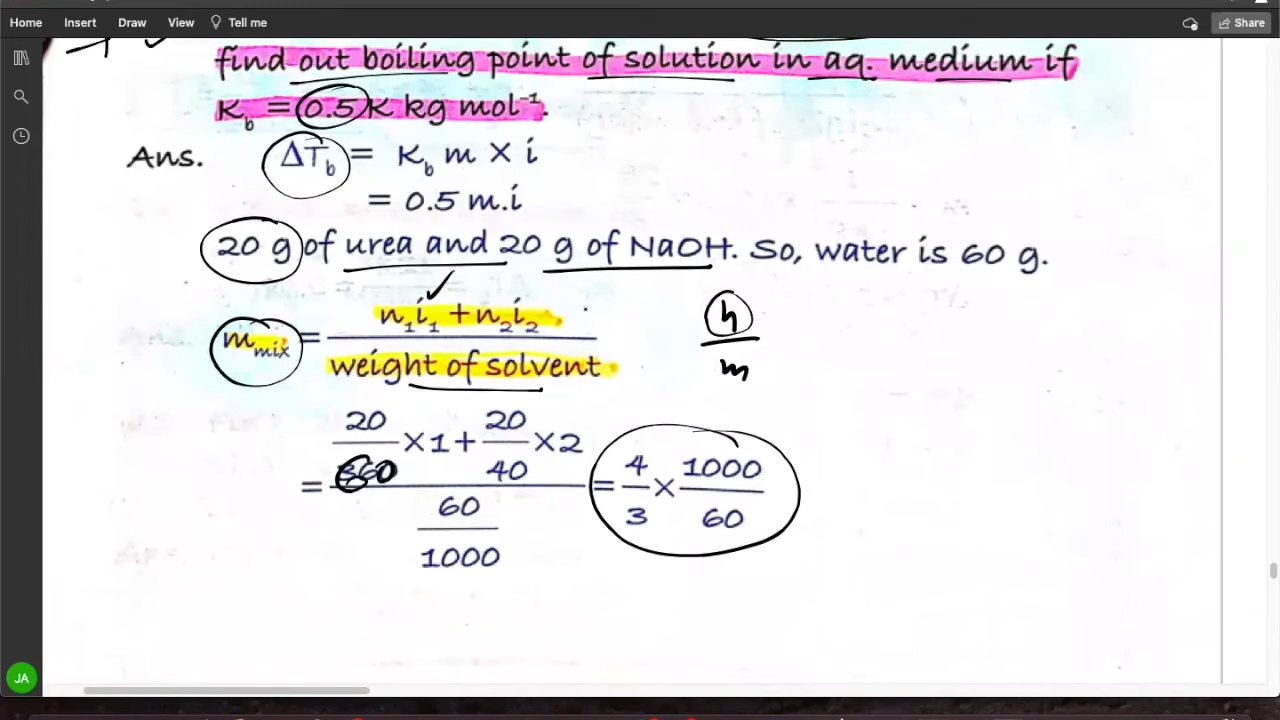 Home Insert Draw View Tell me Share
find out boiling point of solution in aq. medium if
K_b = 0.5 K kg mol⁻¹.
Ans. ΔT_b = K_b m × i
= 0.5 m.i
20 g of urea and 20 g of NaOH. So, water is 60 g.
m_mix = (n₁i₁ + n₂i₂) / weight of solvent
n / m
= (20/60 × 1 + 20/40 × 2) / (60/1000) = 4/3 × 1000/60
JA